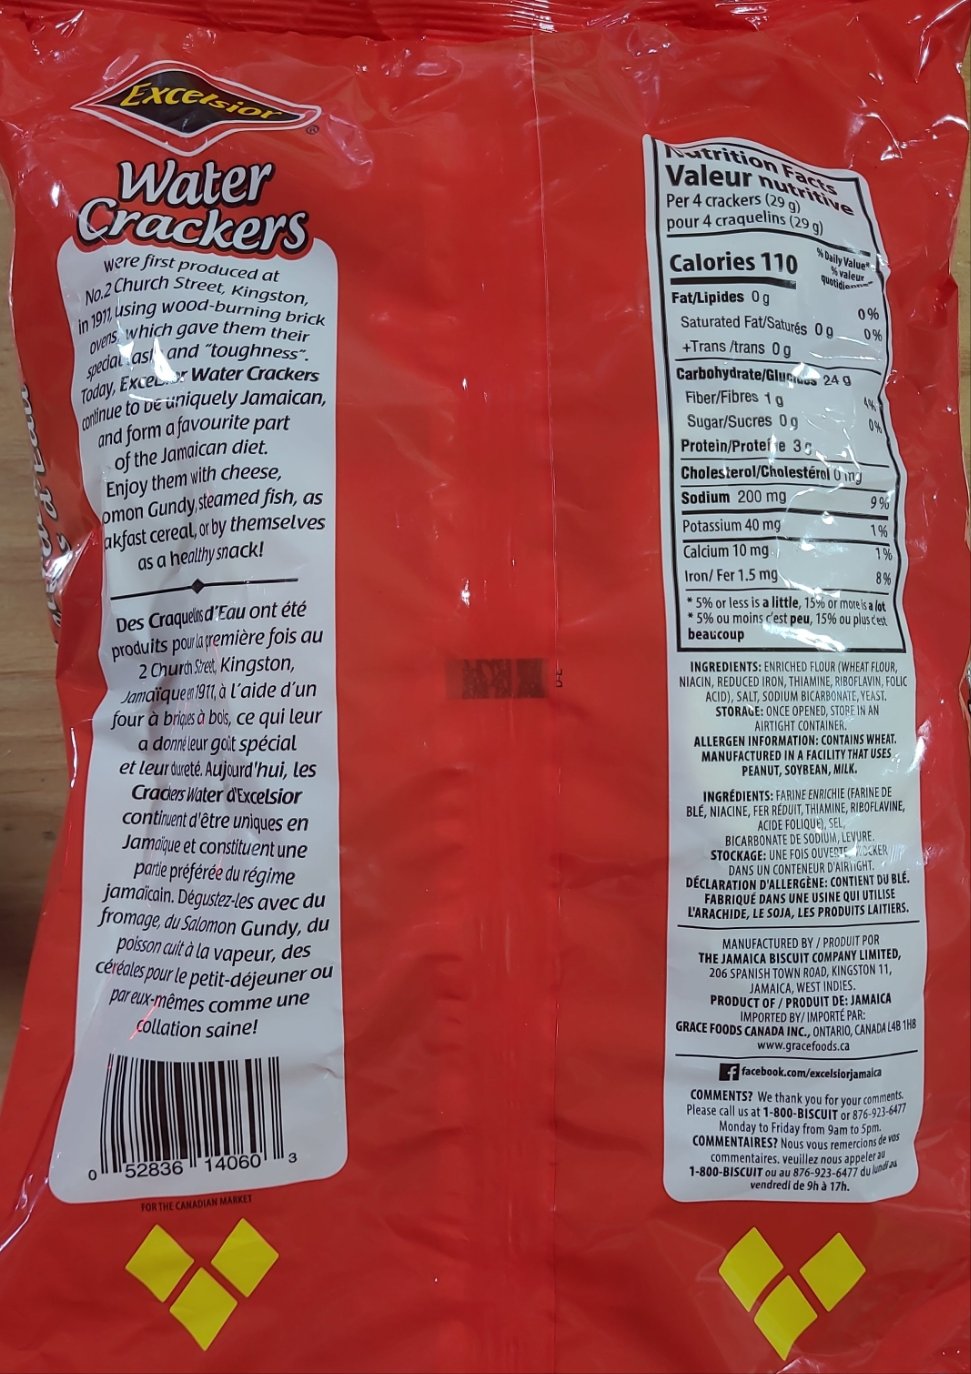 Excelsior
®
Water
Crackers
were first produced at
No.2 Church Street, Kingston,
in 1911, using wood-burning brick
ovens, which gave them their
special and "toughness".
Today, Water Crackers
continue to be uniquely Jamaican,
and form a favourite part
of the Jamaican diet.
Enjoy them with cheese,
omon Gundy, steamed fish, as
akfast cereal, or by themselves
as a healthy snack!
Des Craquelins d'Eau ont été
produits pour la première fois au
2 Church Street, Kingston,
Jamaïque en 1911, à l'aide d'un
four à briques à bois, ce qui leur
a donné leur goût spécial
et leur dureté. Aujourd'hui, les
Crackers Water d'Excelsior
continuent d'être uniques en
Jamaïque et constituent une
partie préférée du régime
jamaïcain. Dégustez-les avec du
fromage, du Salomon Gundy, du
poisson cuit à la vapeur, des
céréales pour le petit-déjeuner ou
par eux-mêmes comme une
collation saine!
0 52836 14060 3
FOR THE CANADIAN MARKET
Nutrition Facts
Valeur nutritive
Per 4 crackers (29 g)
pour 4 craquelins (29 g)
Calories 110
% Daily Value*
% valeur
quotidienne*
Fat/Lipides 0 g 0 %
Saturated Fat/Saturés 0 g 0 %
+Trans /trans 0 g
Carbohydrate/Glucides 24 g
Fiber/Fibres 1 g 4%
Sugar/Sucres 0 g 0%
Protein/Protéine 3 g
Cholesterol/Cholestérol 0 mg
Sodium 200 mg 9 %
Potassium 40 mg 1 %
Calcium 10 mg 1 %
Iron/ Fer 1.5 mg 8 %
* 5% or less is a little, 15% or more is a lot
* 5% ou moins c'est peu, 15% ou plus c'est
beaucoup
INGREDIENTS: ENRICHED FLOUR (WHEAT FLOUR,
NIACIN, REDUCED IRON, THIAMINE, RIBOFLAVIN, FOLIC
ACID), SALT, SODIUM BICARBONATE, YEAST.
STORAGE: ONCE OPENED, STORE IN AN
AIRTIGHT CONTAINER.
ALLERGEN INFORMATION: CONTAINS WHEAT.
MANUFACTURED IN A FACILITY THAT USES
PEANUT, SOYBEAN, MILK.
INGRÉDIENTS: FARINE ENRICHIE (FARINE DE
BLÉ, NIACINE, FER RÉDUIT, THIAMINE, RIBOFLAVINE,
ACIDE FOLIQUE), SEL,
BICARBONATE DE SODIUM, LEVURE.
STOCKAGE: UNE FOIS OUVERTE,
DANS UN CONTENEUR D'AIRTIGHT.
DÉCLARATION D'ALLERGÈNE: CONTIENT DU BLÉ.
FABRIQUÉ DANS UNE USINE QUI UTILISE
L'ARACHIDE, LE SOJA, LES PRODUITS LAITIERS.
MANUFACTURED BY / PRODUIT POR
THE JAMAICA BISCUIT COMPANY LIMITED,
206 SPANISH TOWN ROAD, KINGSTON 11,
JAMAICA, WEST INDIES.
PRODUCT OF / PRODUIT DE: JAMAICA
IMPORTED BY/ IMPORTÉ PAR:
GRACE FOODS CANADA INC., ONTARIO, CANADA L4B 1H8
www.gracefoods.ca
facebook.com/excelsiorjamaica
COMMENTS? We thank you for your comments.
Please call us at 1-800-BISCUIT or 876-923-6477
Monday to Friday from 9am to 5pm.
COMMENTAIRES? Nous vous remercions de vos
commentaires. veuillez nous appeler au
1-800-BISCUIT ou au 876-923-6477 du lundi au
vendredi de 9h à 17h.